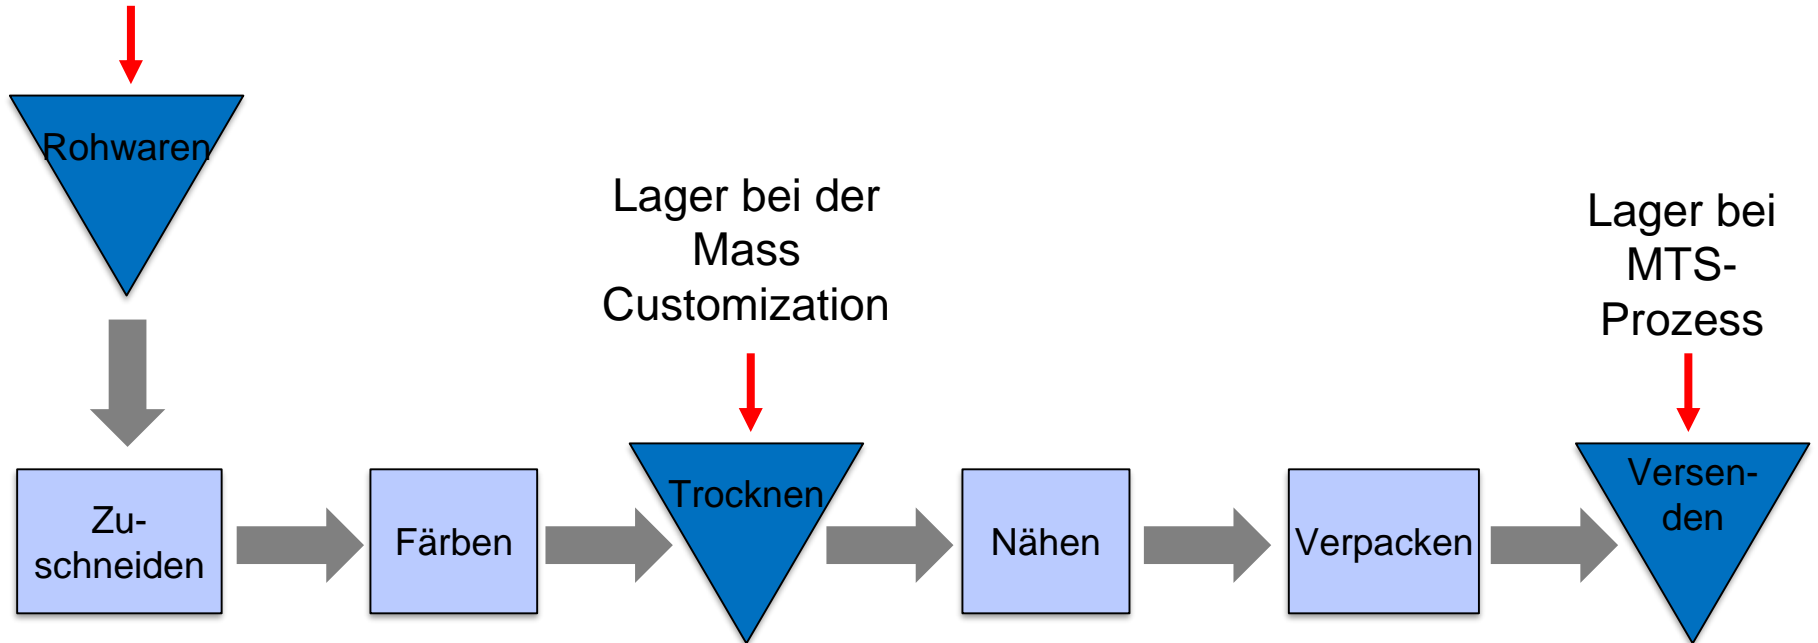 Rohwaren
Lager bei der
Mass
Customization
Lager bei
MTS-
Prozess
Zu-
schneiden
Färben
Trocknen
Nähen
Verpacken
Versen-
den